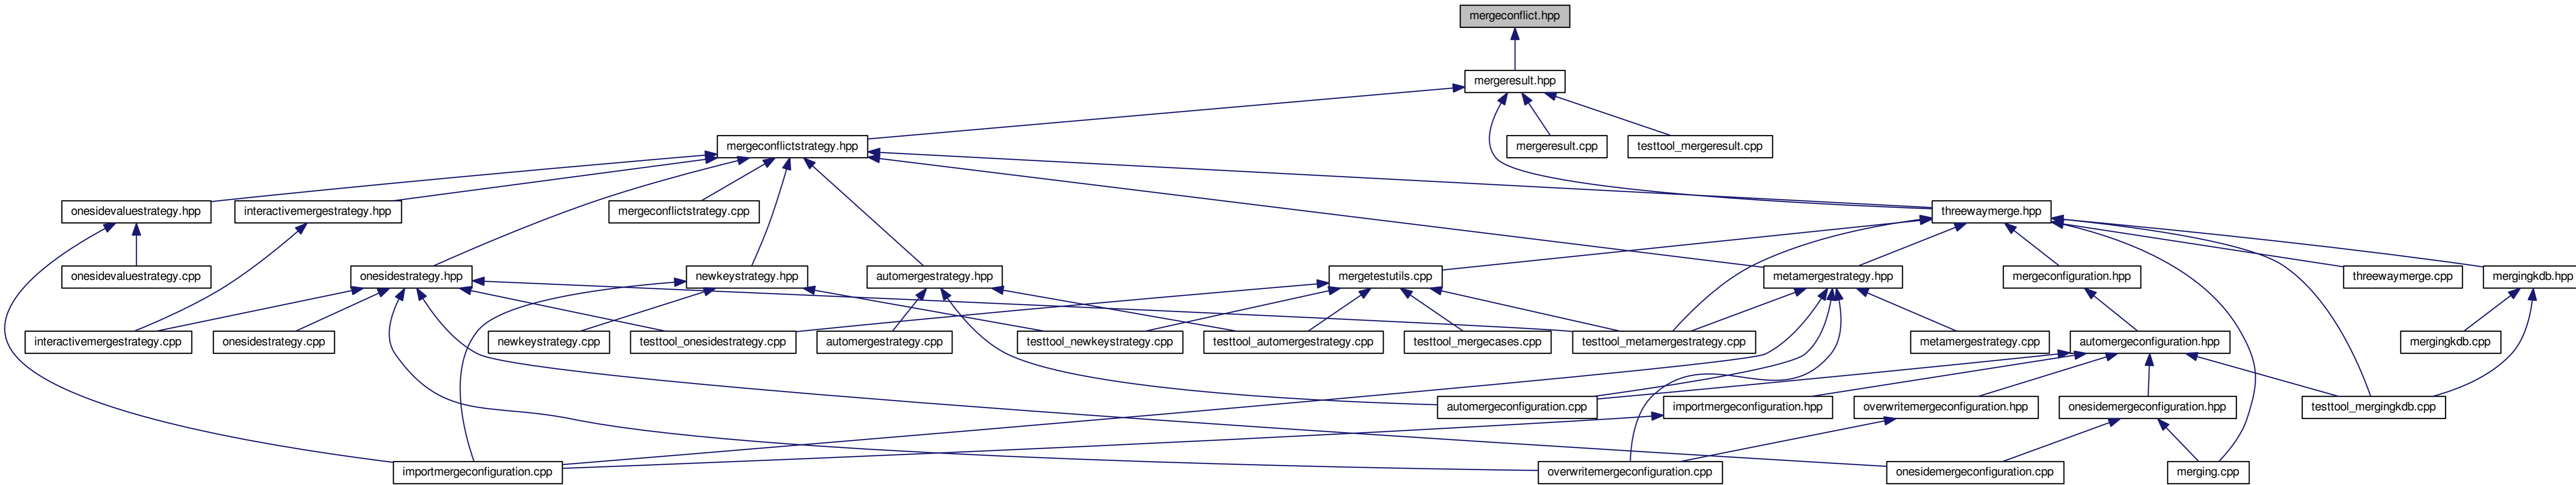 mergeconflict.hpp
mergeresult.hpp
mergeconflictstrategy.hpp
mergeresult.cpp
testtool_mergeresult.cpp
onesidevaluestrategy.hpp
interactivemergestrategy.hpp
mergeconflictstrategy.cpp
threewaymerge.hpp
onesidevaluestrategy.cpp
onesidestrategy.hpp
newkeystrategy.hpp
automergestrategy.hpp
mergetestutils.cpp
metamergestrategy.hpp
mergeconfiguration.hpp
threewaymerge.cpp
mergingkdb.hpp
interactivemergestrategy.cpp
onesidestrategy.cpp
newkeystrategy.cpp
testtool_onesidestrategy.cpp
automergestrategy.cpp
testtool_newkeystrategy.cpp
testtool_automergestrategy.cpp
testtool_mergecases.cpp
testtool_metamergestrategy.cpp
metamergestrategy.cpp
automergeconfiguration.hpp
mergingkdb.cpp
automergeconfiguration.cpp
importmergeconfiguration.hpp
overwritemergeconfiguration.hpp
onesidemergeconfiguration.hpp
testtool_mergingkdb.cpp
importmergeconfiguration.cpp
overwritemergeconfiguration.cpp
onesidemergeconfiguration.cpp
merging.cpp